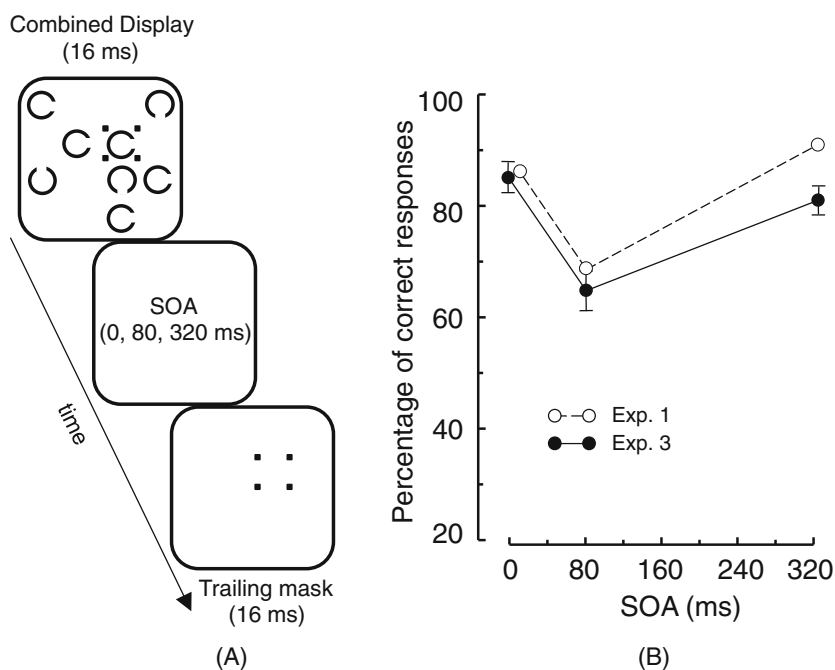 Combined Display
(16 ms)
SOA
(0, 80, 320 ms)
time
Trailing mask
(16 ms)
(A)
Percentage of correct responses
100
80
60
40
20
Exp. 1
Exp. 3
0 80 160 240 320
SOA (ms)
(B)